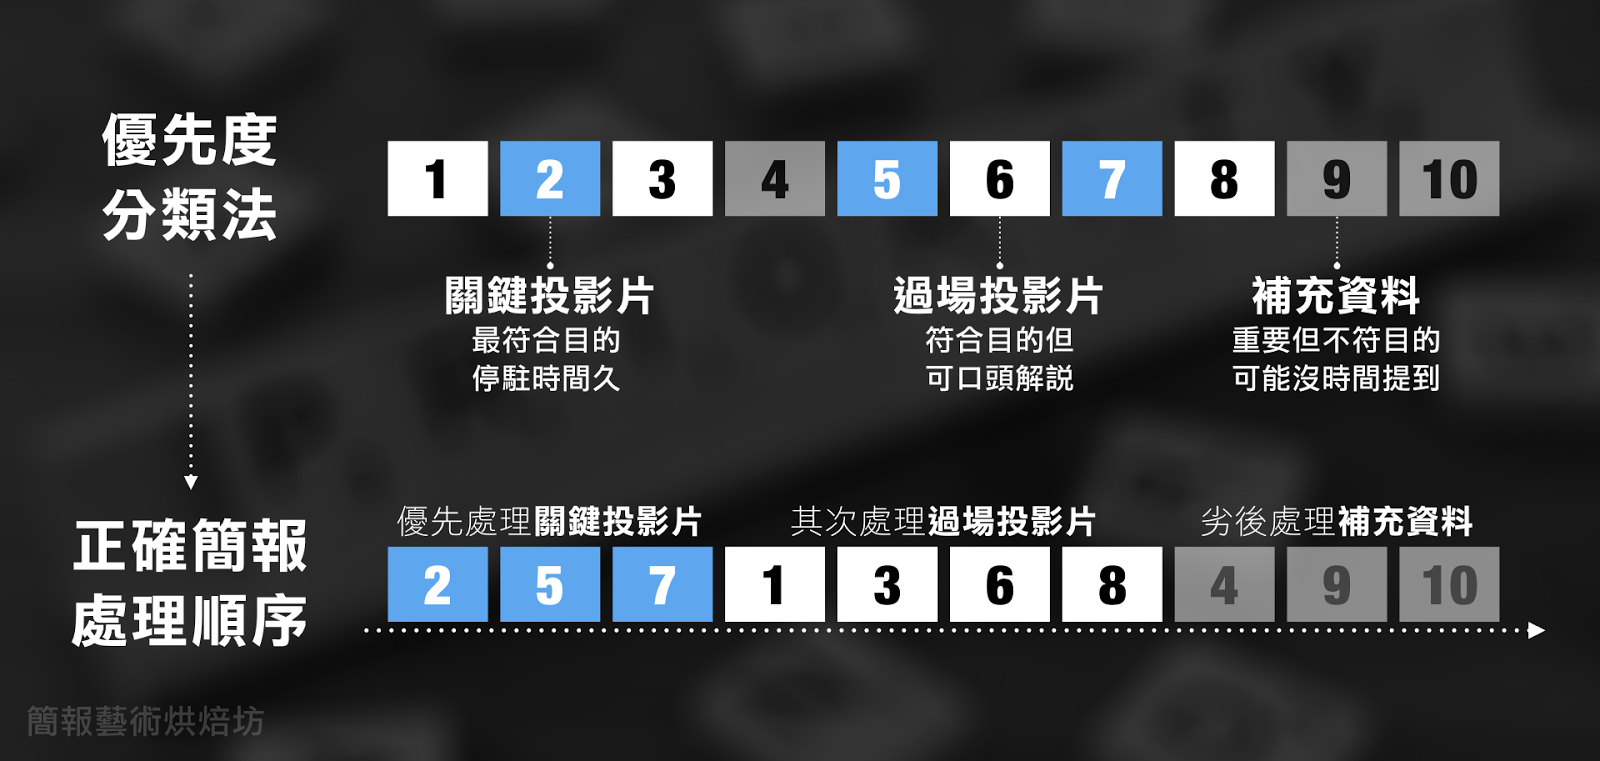 優先度
分類法
1 2 3 4 5 6 7 8 9 10
關鍵投影片
最符合目的
停駐時間久
過場投影片
符合目的但
可口頭解説
補充資料
重要但不符目的
可能沒時間提到
正確簡報
處理順序
優先處理關鍵投影片
其次處理過場投影片
劣後處理補充資料
2 5 7 1 3 6 8 4 9 10
簡報藝術烘焙坊